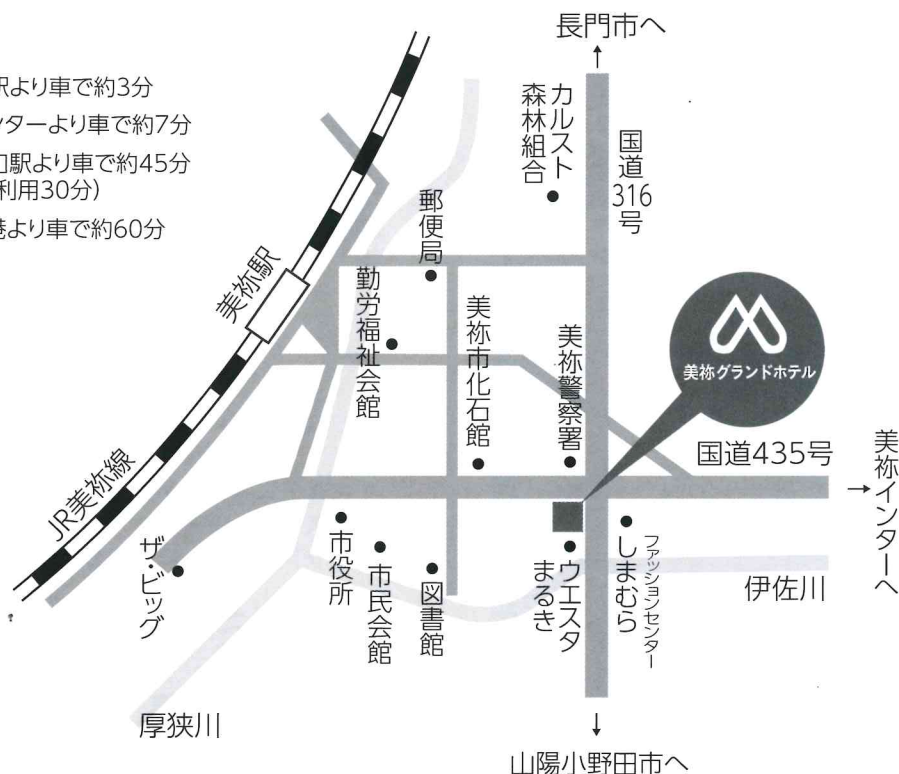 長門市へ
駅より車で約3分
ンターより車で約7分
口駅より車で約45分
利用30分)
港より車で約60分
カルスト
森林組合
国道
316
号
郵便局
美祢駅
勤労福祉会館
美祢市化石館
美祢警察署
美祢グランドホテル
国道435号
美祢インターへ
JR美祢線
ザ・ビッグ
市役所
市民会館
図書館
ウエスタ
まるき
ファッションセンター
しまむら
伊佐川
厚狭川
山陽小野田市へ